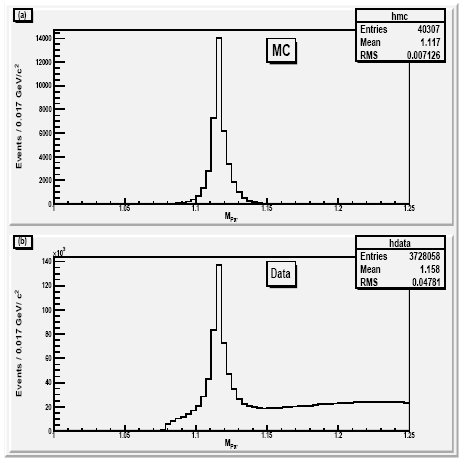 (a)
hmc
Entries 40307
Mean 1.117
RMS 0.007126
MC
Events / 0.017 GeV/c²
14000
12000
10000
8000
6000
4000
2000
0
1 1.05 1.1 1.15 1.2 1.25
(b)
hdata
Entries 3728058
Mean 1.158
RMS 0.04781
Data
×10³
Events / 0.017 GeV/ c²
140
120
100
80
60
40
20
0
1 1.05 1.1 1.15 1.2 1.25